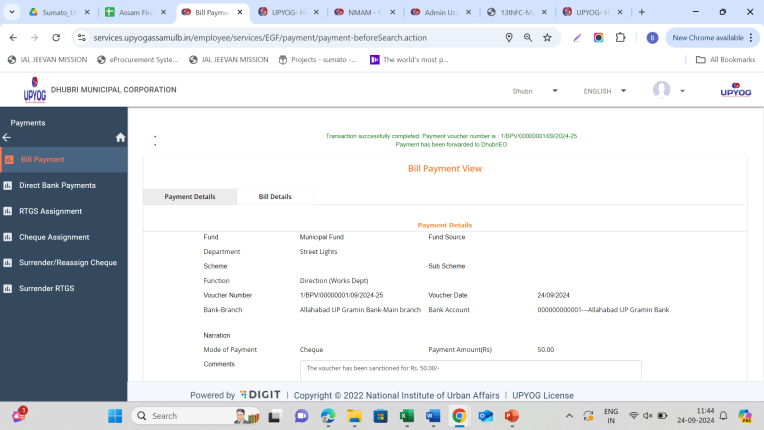 Sumato_U
Assam Fin
Bill Paymen
UPYOG- H
NMAM - C
Admin Use
13thFC-M
UPYOG- H
services.upyogassamulb.in/employee/services/EGF/payment/payment-beforeSearch.action
B
New Chrome available
JAL JEEVAN MISSION
eProcurement Syste...
JAL JEEVAN MISSION
Projects - sumato -...
The world's most p...
All Bookmarks
UPYOG
DHUBRI MUNICIPAL CORPORATION
Dhubri
ENGLISH
UPYOG
Payments
Bill Payment
Direct Bank Payments
RTGS Assignment
Cheque Assignment
Surrender/Reassign Cheque
Surrender RTGS
Transaction successfully completed. Payment voucher number is : 1/BPV/00000001/09/2024-25
Payment has been forwarded to DhubriEO
Bill Payment View
Payment Details Bill Details
Payment Details
Fund Municipal Fund Fund Source
Department Street Lights
Scheme Sub Scheme
Function Direction (Works Dept)
Voucher Number 1/BPV/00000001/09/2024-25 Voucher Date 24/09/2024
Bank-Branch Allahabad UP Gramin Bank-Main branch Bank Account 000000000001---Allahabad UP Gramin Bank
Narration
Mode of Payment Cheque Payment Amount(Rs) 50.00
Comments The voucher has been sanctioned for Rs. 50.00/-
Powered by DIGIT | Copyright © 2022 National Institute of Urban Affairs | UPYOG License
1
Search
ENG
IN
11:44
24-09-2024